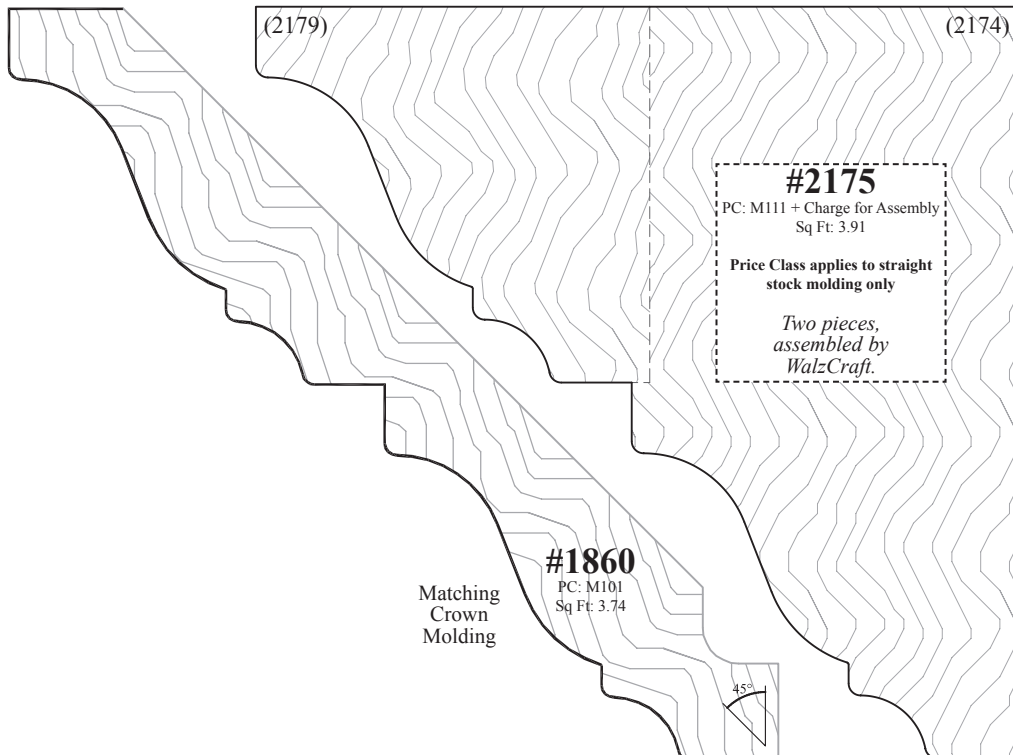 (2179)
(2174)
#2175
PC: M111 + Charge for Assembly
Sq Ft: 3.91
Price Class applies to straight
stock molding only
Two pieces,
assembled by
WalzCraft.
#1860
PC: M101
Sq Ft: 3.74
Matching
Crown
Molding
45°